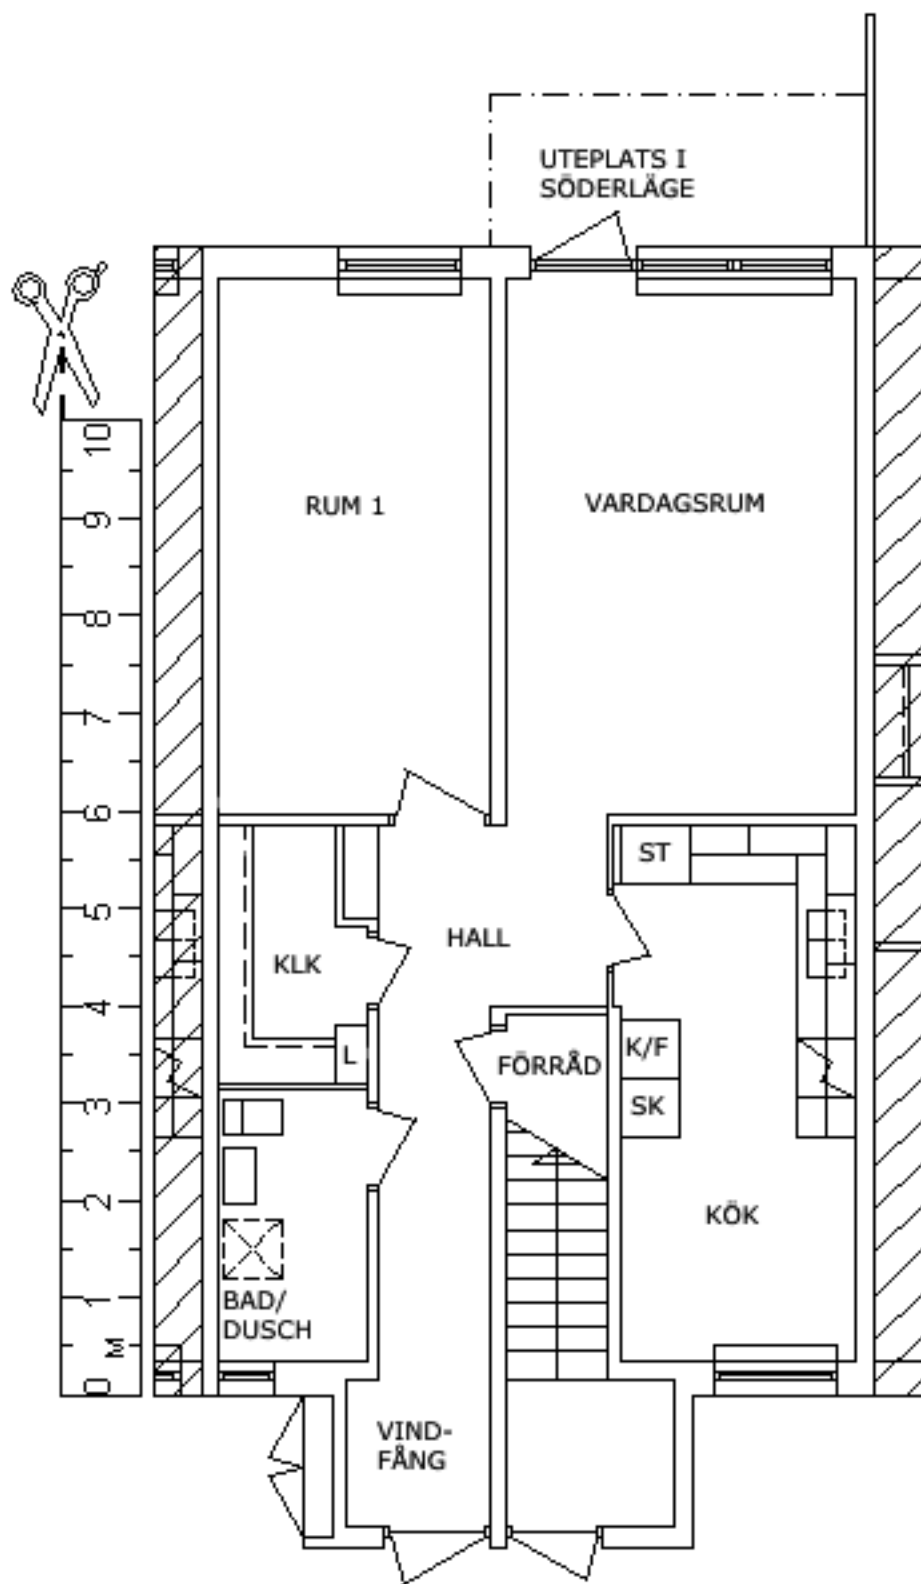 UTEPLATS I
SÖDERLÄGE
10
RUM 1
VARDAGSRUM
9
8
7
6
ST
5
HALL
KLK
4
L
FÖRRÅD
K/F
3
SK
2
KÖK
1
BAD/
DUSCH
M
0
VIND-
FÅNG